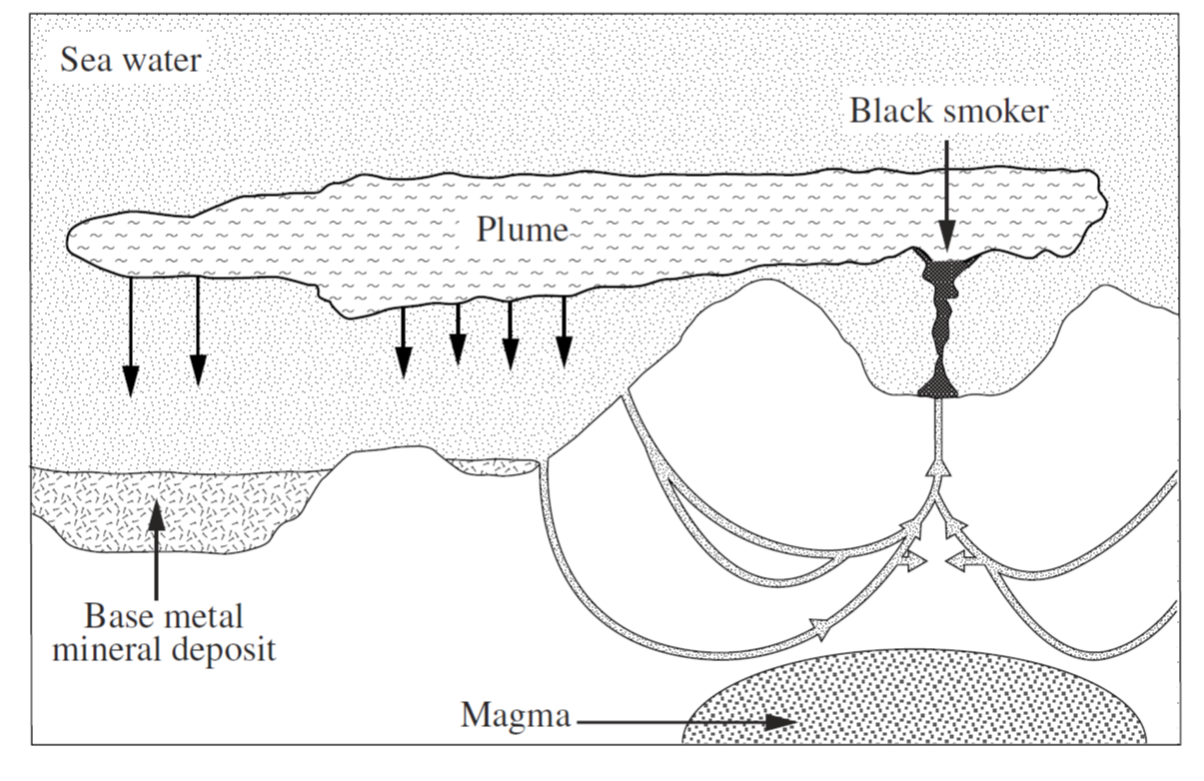 Sea water
Black smoker
Plume
Base metal
mineral deposit
Magma